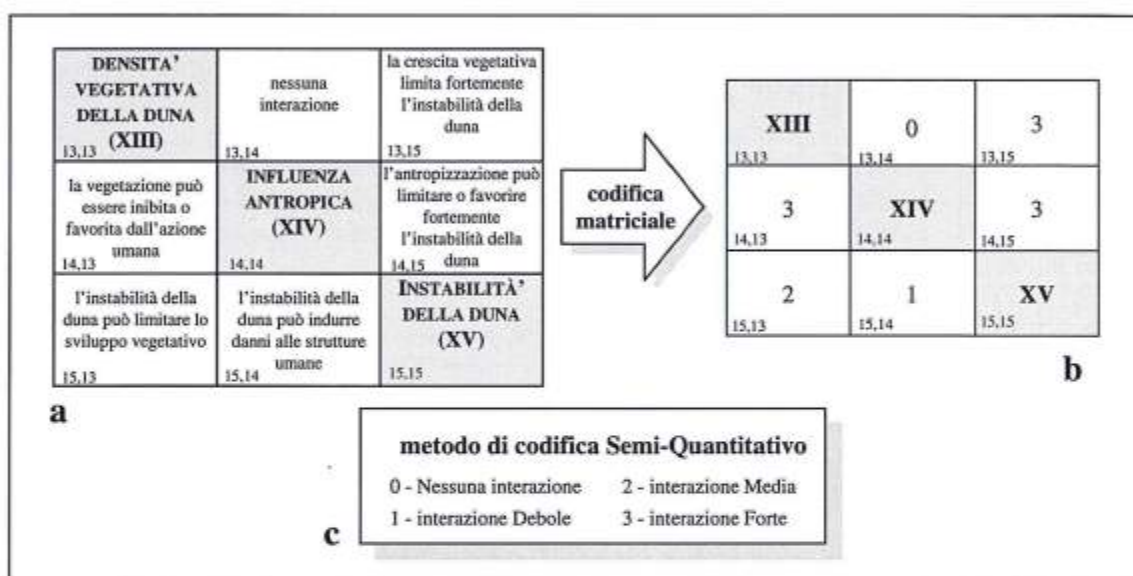 DENSITA'
VEGETATIVA
DELLA DUNA
(XIII)
13,13
nessuna
interazione
13,14
la crescita vegetativa
limita fortemente
l'instabilità della
duna
13,15
la vegetazione può
essere inibita o
favorita dall'azione
umana
14,13
INFLUENZA
ANTROPICA
(XIV)
14,14
l'antropizzazione può
limitare o favorire
fortemente
l'instabilità della
duna
14,15
l'instabilità della
duna può limitare lo
sviluppo vegetativo
15,13
l'instabilità della
duna può indurre
danni alle strutture
umane
15,14
INSTABILITÀ'
DELLA DUNA
(XV)
15,15
a
codifica
matriciale
XIII
13,13
0
13,14
3
13,15
3
14,13
XIV
14,14
3
14,15
2
15,13
1
15,14
XV
15,15
b
metodo di codifica Semi-Quantitativo
0 - Nessuna interazione 2 - interazione Media
1 - interazione Debole 3 - interazione Forte
c